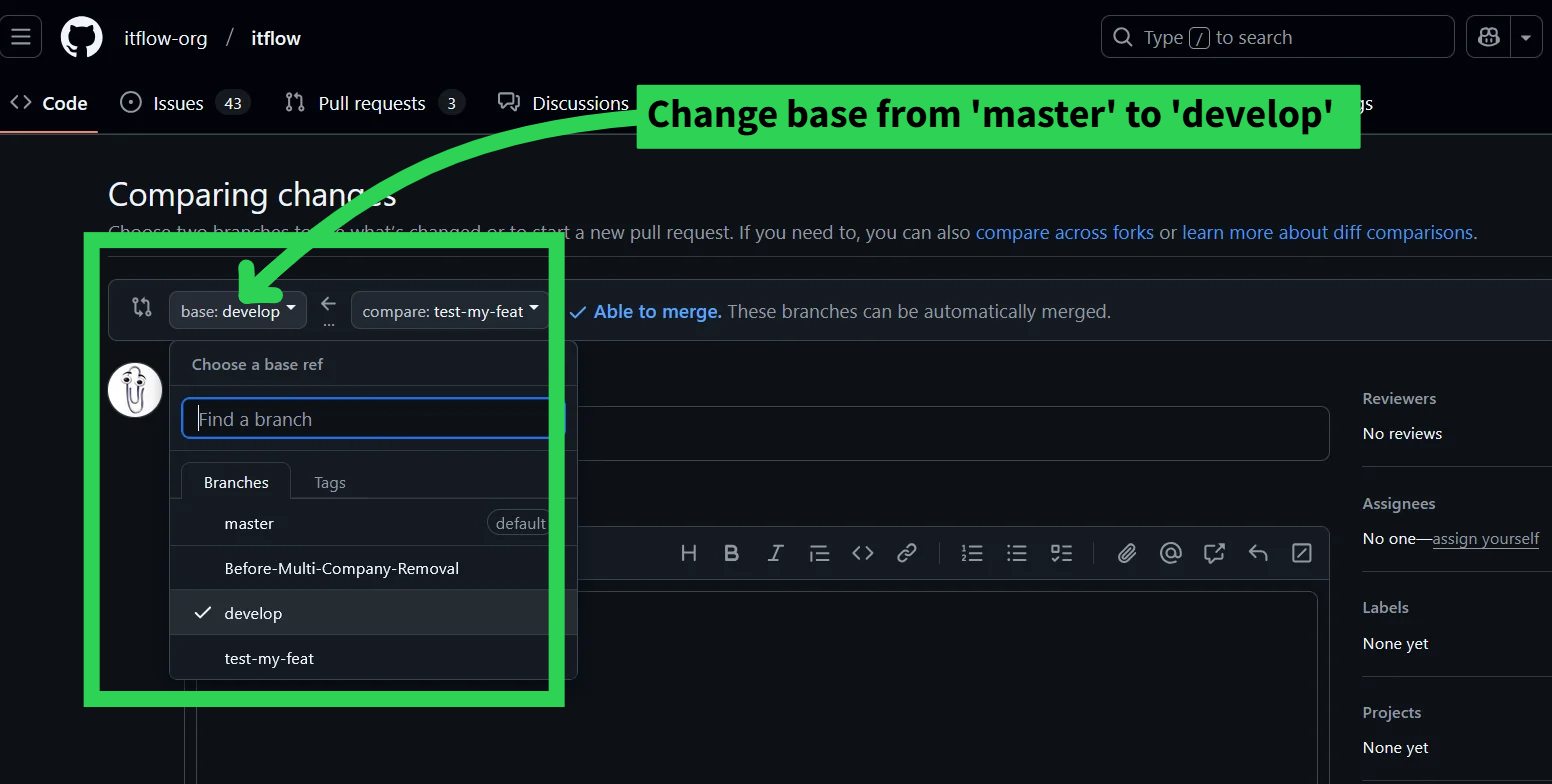 itflow-org / itflow
Type / to search
Code
Issues 43
Pull requests 3
Discussions
Change base from 'master' to 'develop'
Comparing changes
Choose two branches to see what's changed or to start a new pull request. If you need to, you can also compare across forks or learn more about diff comparisons.
base: develop
compare: test-my-feat
Able to merge. These branches can be automatically merged.
Choose a base ref
Find a branch
Branches
Tags
master default
Before-Multi-Company-Removal
develop
test-my-feat
Reviewers
No reviews
Assignees
No one—assign yourself
Labels
None yet
Projects
None yet